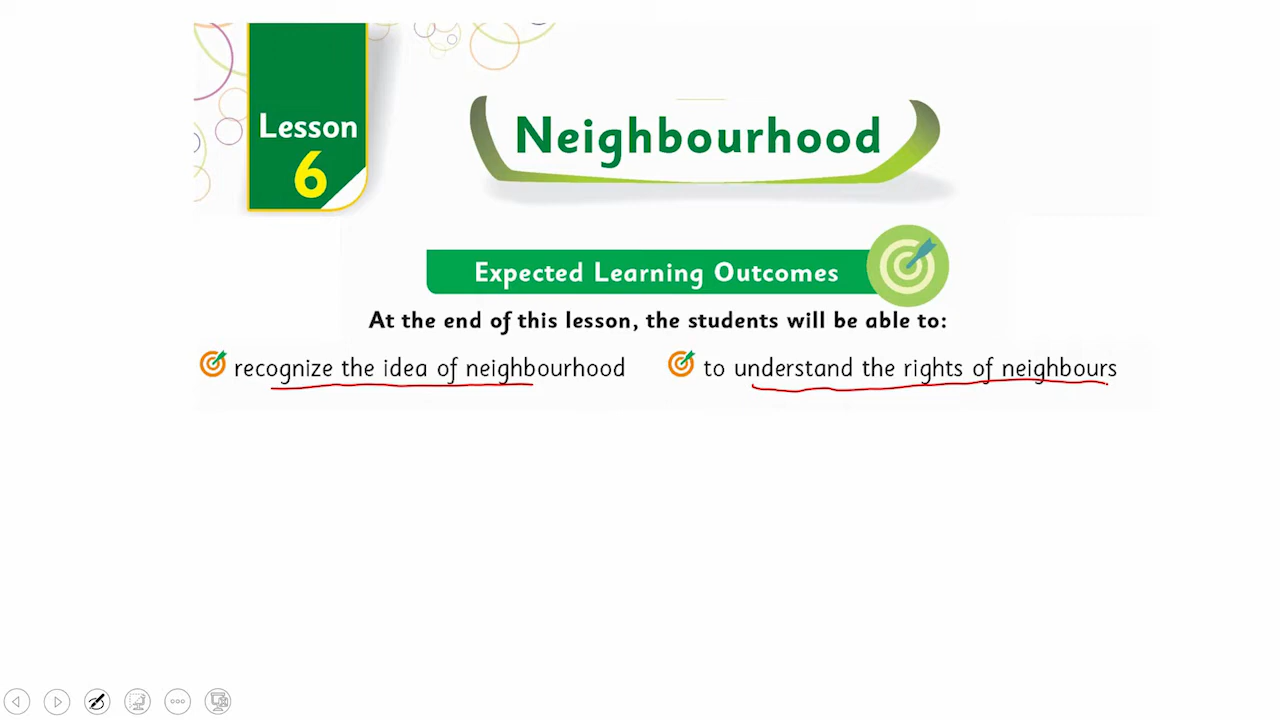 Lesson
6
Neighbourhood
Expected Learning Outcomes
At the end of this lesson, the students will be able to:
recognize the idea of neighbourhood
to understand the rights of neighbours